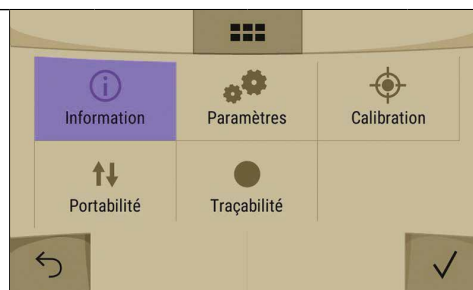 Information
Paramètres
Calibration
Portabilité
Traçabilité